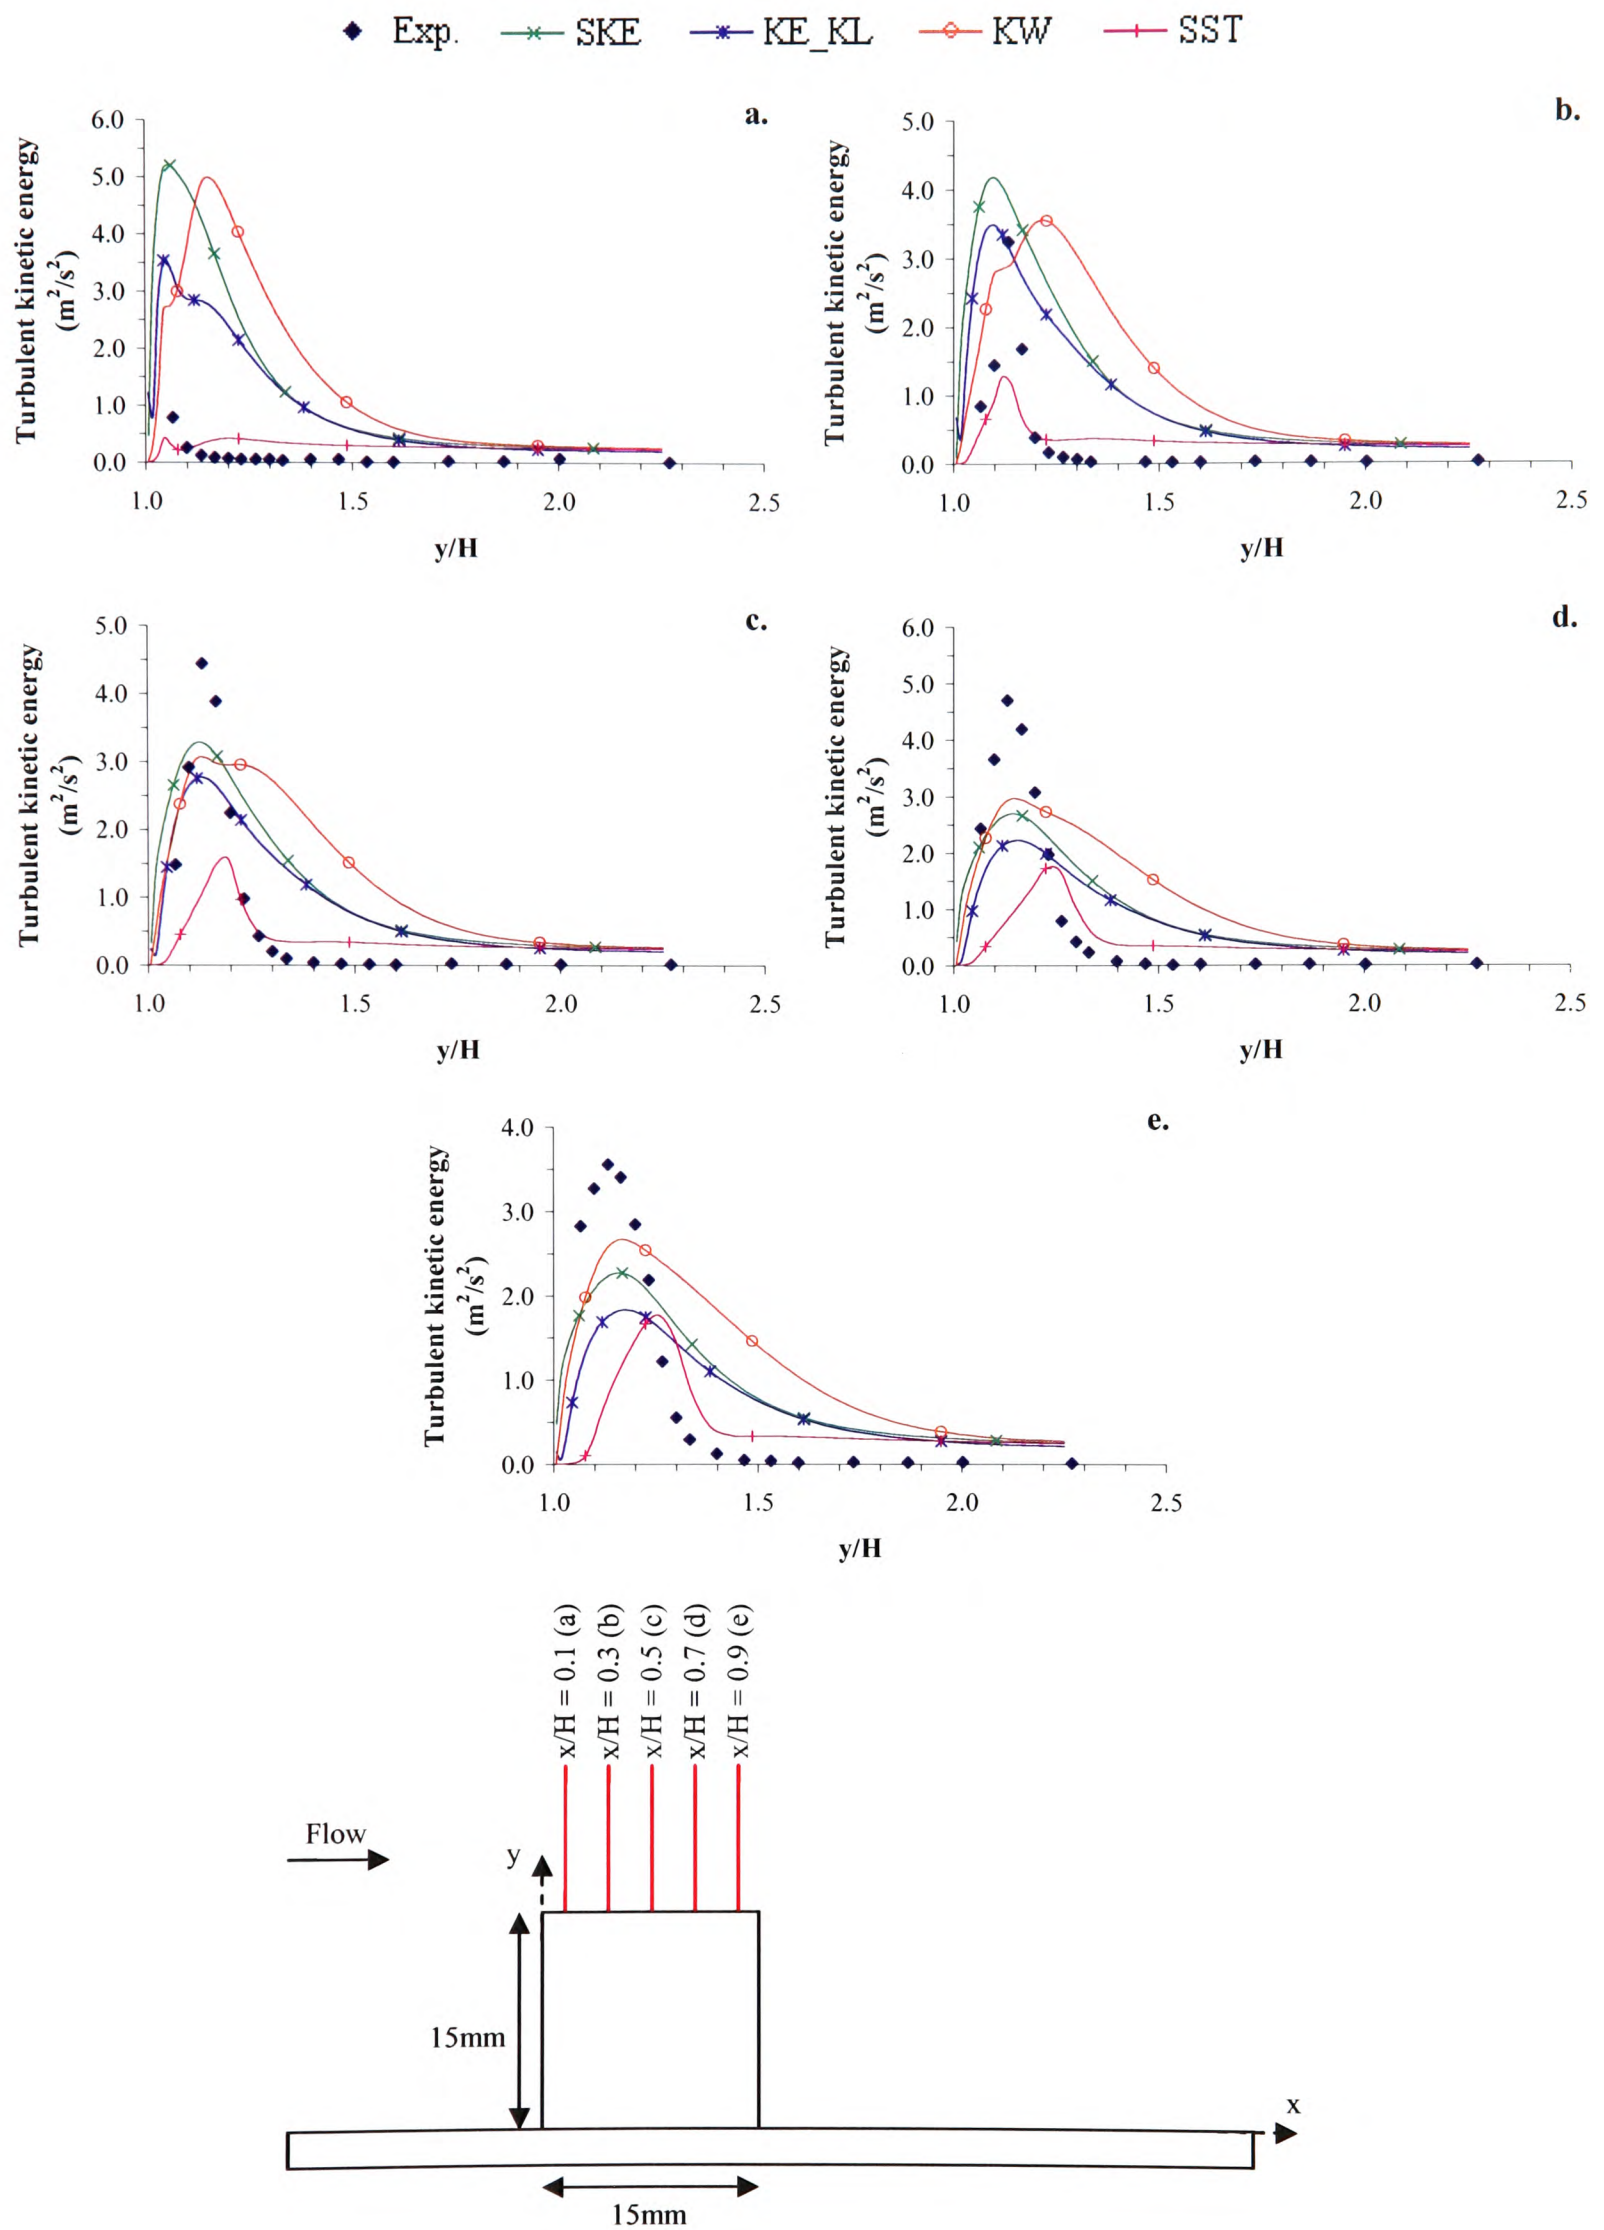 Exp. SKE KE_KL KW SST
a.
Turbulent kinetic energy
(m²/s²)
6.0
5.0
4.0
3.0
2.0
1.0
0.0
1.0 1.5 2.0 2.5
y/H
b.
Turbulent kinetic energy
(m²/s²)
5.0
4.0
3.0
2.0
1.0
0.0
1.0 1.5 2.0 2.5
y/H
c.
Turbulent kinetic energy
(m²/s²)
5.0
4.0
3.0
2.0
1.0
0.0
1.0 1.5 2.0 2.5
y/H
d.
Turbulent kinetic energy
(m²/s²)
6.0
5.0
4.0
3.0
2.0
1.0
0.0
1.0 1.5 2.0 2.5
y/H
e.
Turbulent kinetic energy
(m²/s²)
4.0
3.0
2.0
1.0
0.0
1.0 1.5 2.0 2.5
y/H
x/H = 0.1 (a)
x/H = 0.3 (b)
x/H = 0.5 (c)
x/H = 0.7 (d)
x/H = 0.9 (e)
Flow
y
15mm
x
15mm